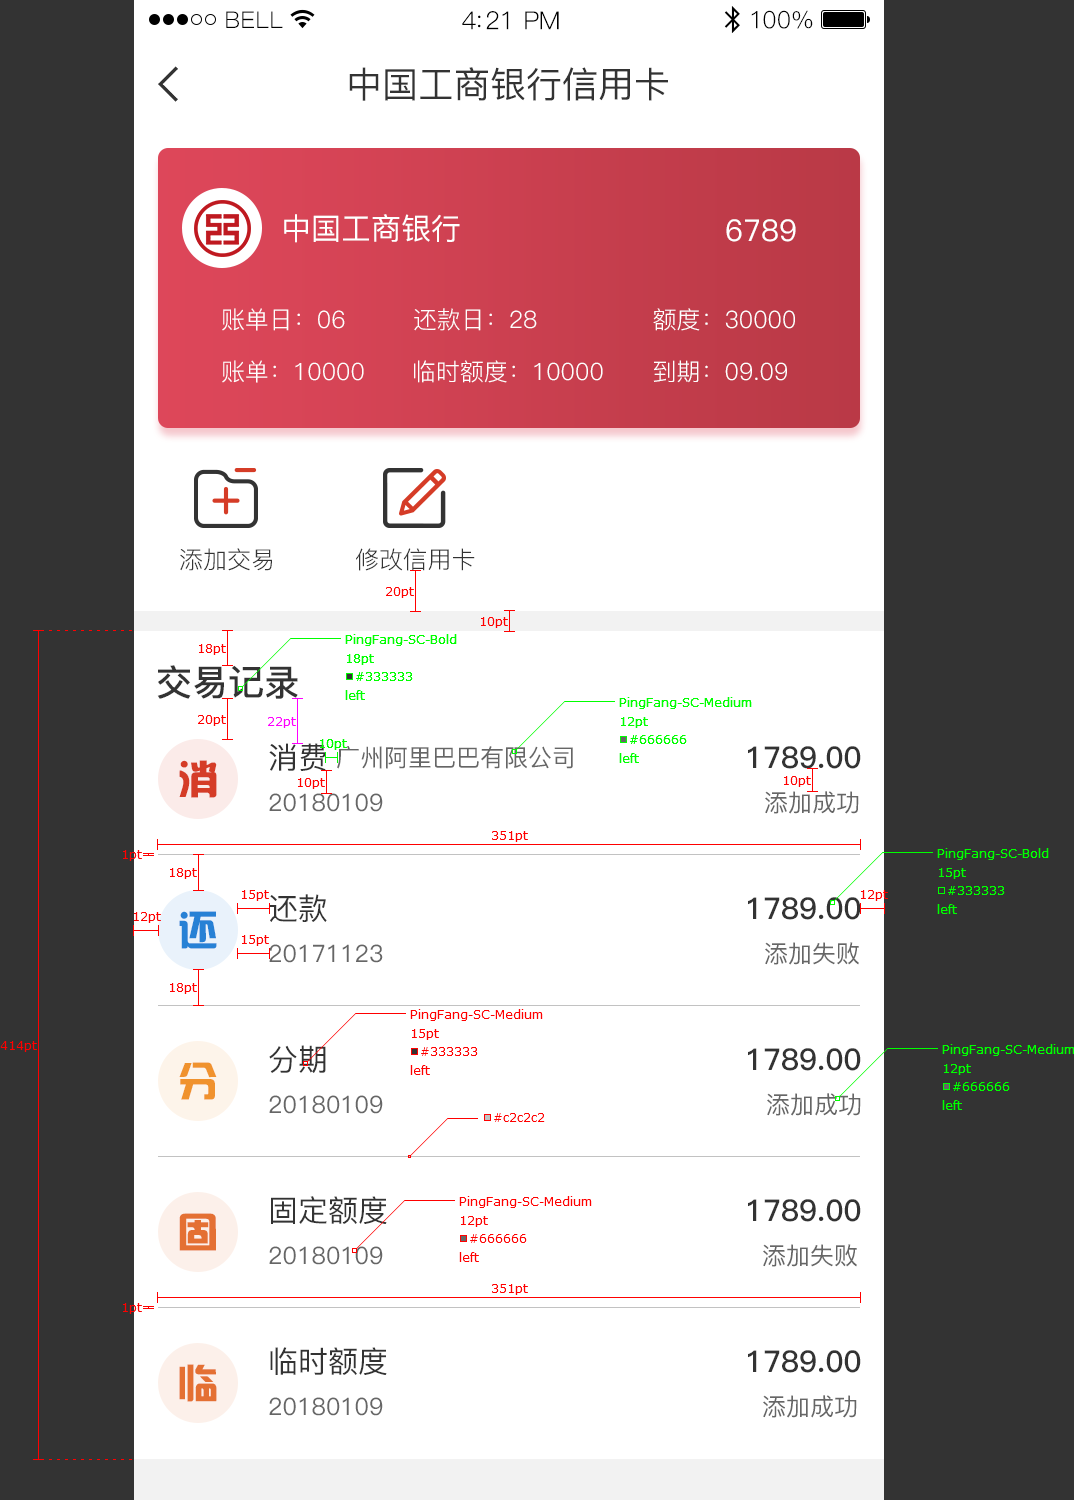 BELL 4:21 PM 100%
中国工商银行信用卡
中国工商银行 6789
账单日：06 还款日：28 额度：30000
账单：10000 临时额度：10000 到期：09.09
添加交易 修改信用卡
20pt
10pt
18pt
PingFang-SC-Bold
18pt
#333333
left
交易记录
20pt
22pt
PingFang-SC-Medium
12pt
#666666
left
10pt
消 消费 广州阿里巴巴有限公司 1789.00
10pt
10pt
20180109 添加成功
351pt
1pt
PingFang-SC-Bold
15pt
#333333
left
18pt
15pt
12pt
12pt
还 还款 1789.00
15pt
20171123 添加失败
18pt
414pt
PingFang-SC-Medium
15pt
#333333
left
分 分期 1789.00
20180109 添加成功
PingFang-SC-Medium
12pt
#666666
left
#c2c2c2
固 固定额度 1789.00
20180109 添加失败
PingFang-SC-Medium
12pt
#666666
left
351pt
1pt
临 临时额度 1789.00
20180109 添加成功